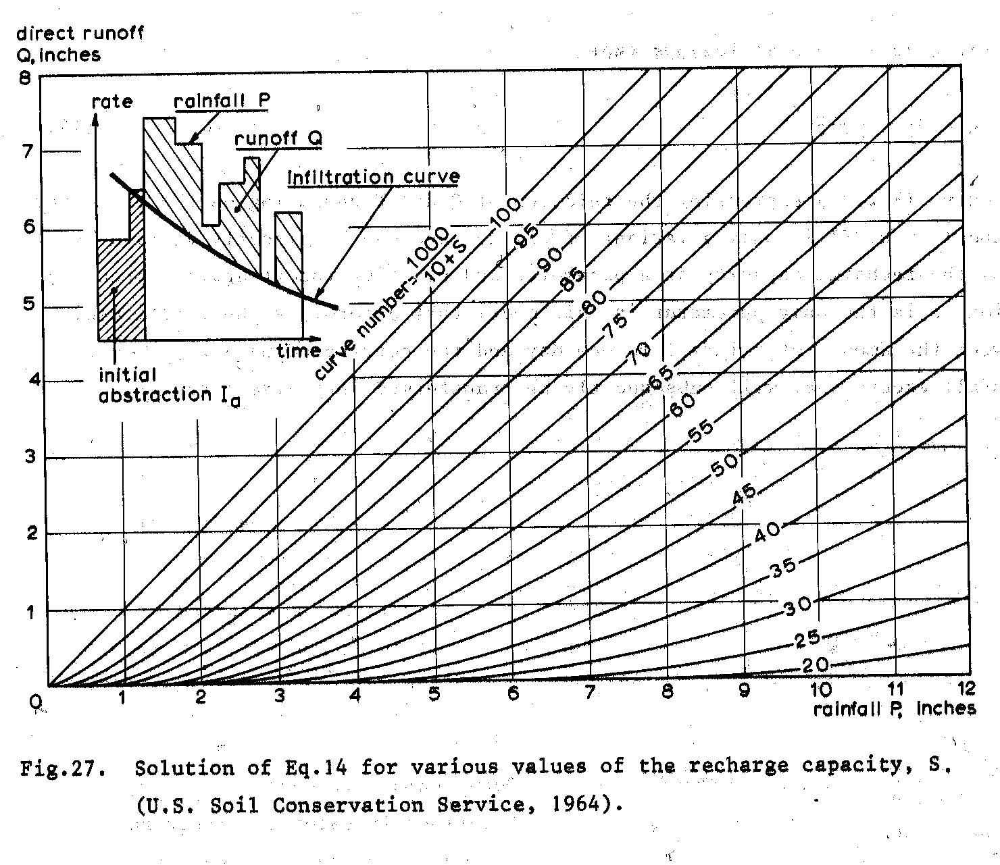 direct runoff
Q, inches
8
7
6
5
4
3
2
1
0
rate
rainfall P
runoff Q
Infiltration curve
time
initial
abstraction Ia
curve number = 1000
10+S
100
95
90
85
80
75
70
65
60
55
50
45
40
35
30
25
20
1 2 3 4 5 6 7 8 9 10 11 12
rainfall P, inches
Fig.27. Solution of Eq.14 for various values of the recharge capacity, S.
(U.S. Soil Conservation Service, 1964).